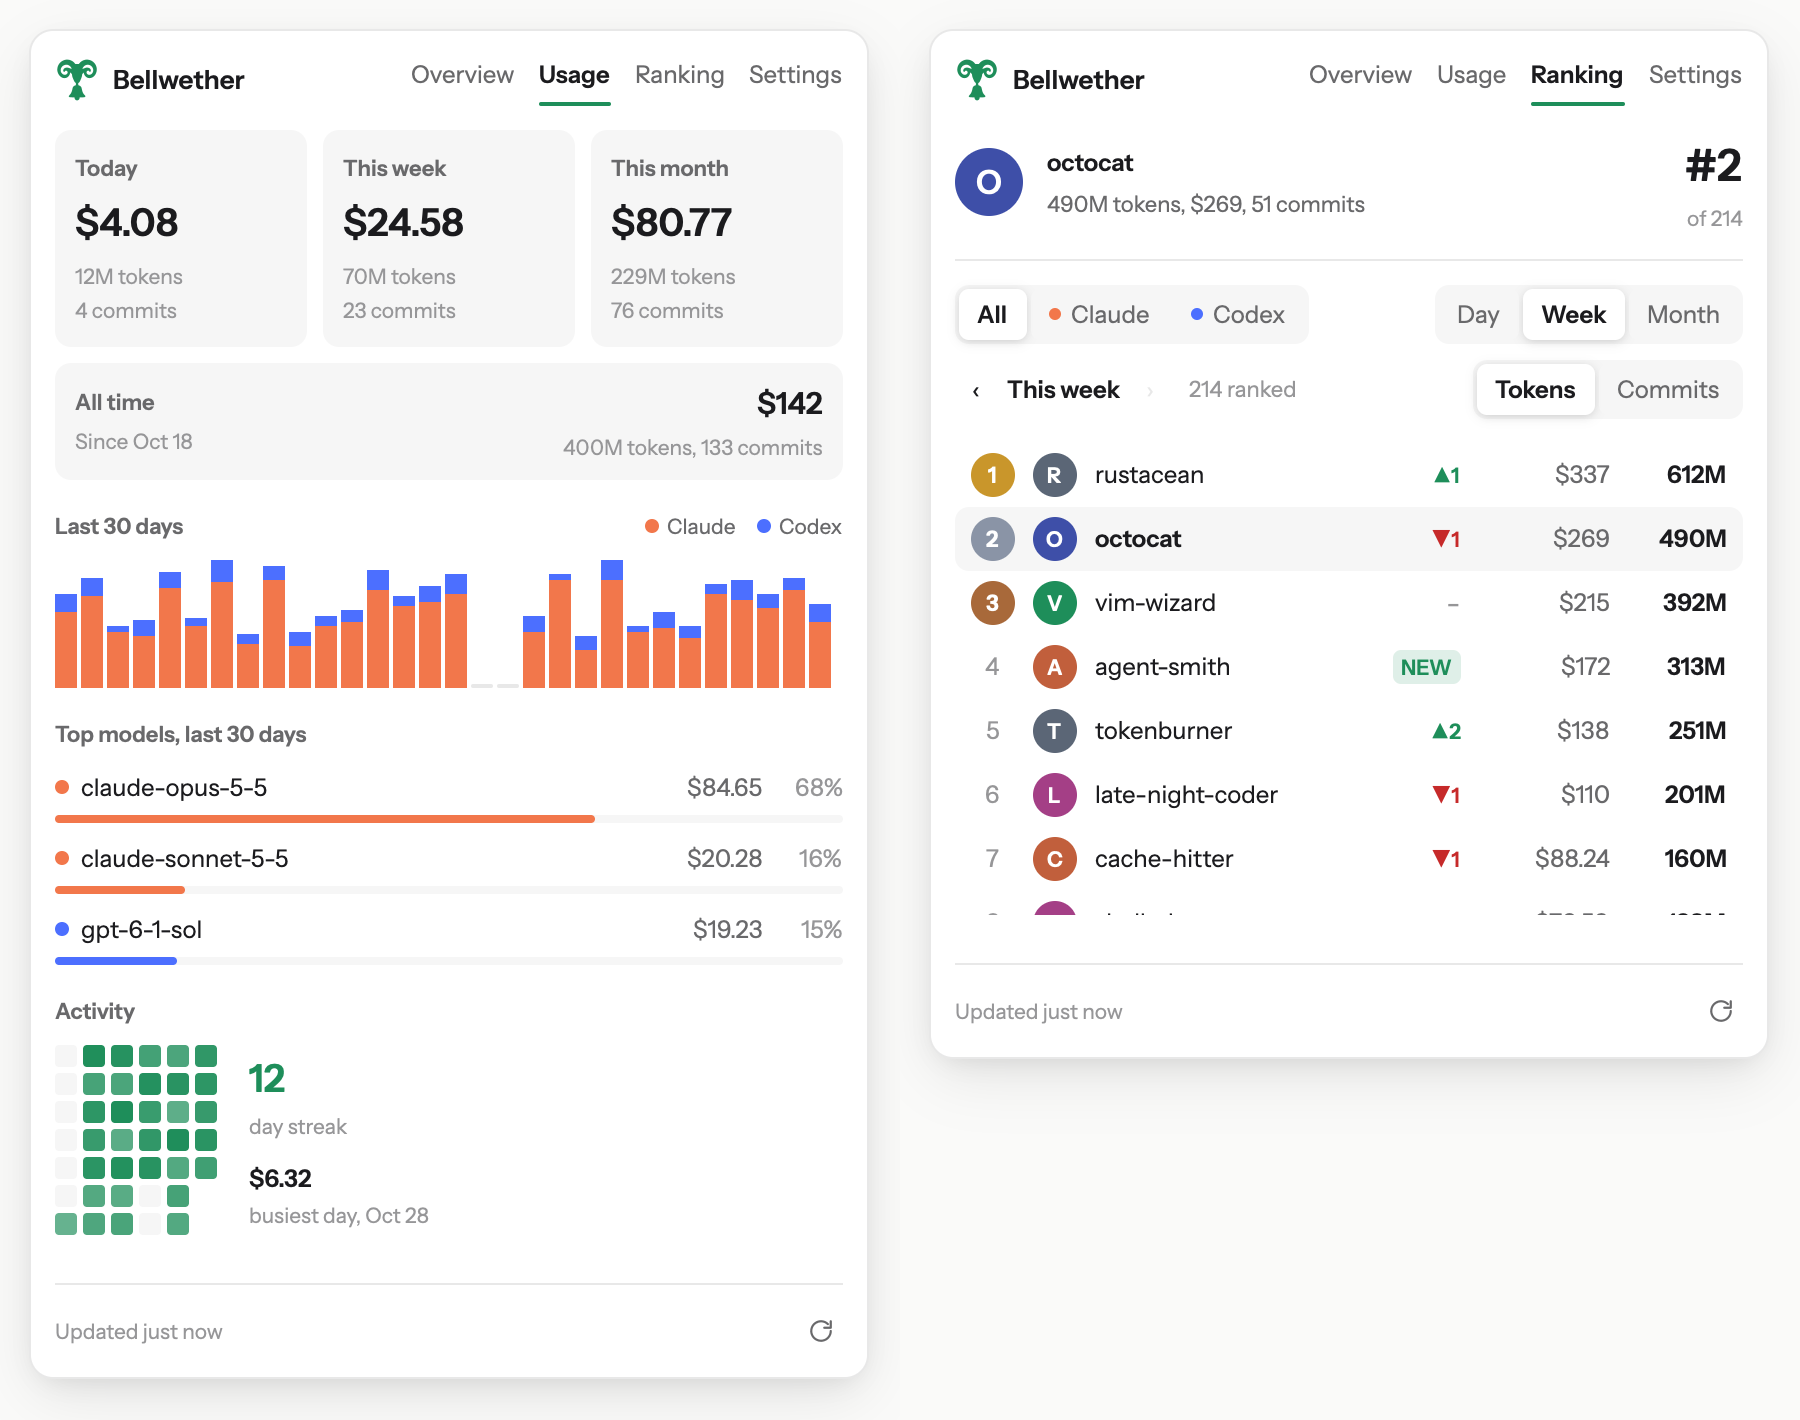 Bellwether
Overview Usage Ranking Settings
Today
$4.08
12M tokens
4 commits
This week
$24.58
70M tokens
23 commits
This month
$80.77
229M tokens
76 commits
All time
Since Oct 18
$142
400M tokens, 133 commits
Last 30 days
Claude Codex
Top models, last 30 days
claude-opus-5-5 $84.65 68%
claude-sonnet-5-5 $20.28 16%
gpt-6-1-sol $19.23 15%
Activity
12
day streak
$6.32
busiest day, Oct 28
Updated just now
Bellwether
Overview Usage Ranking Settings
O
octocat
490M tokens, $269, 51 commits
#2
of 214
All Claude Codex
Day Week Month
‹ This week › 214 ranked
Tokens Commits
1 R rustacean ▲1 $337 612M
2 O octocat ▼1 $269 490M
3 V vim-wizard – $215 392M
4 A agent-smith NEW $172 313M
5 T tokenburner ▲2 $138 251M
6 L late-night-coder ▼1 $110 201M
7 C cache-hitter ▼1 $88.24 160M
Updated just now